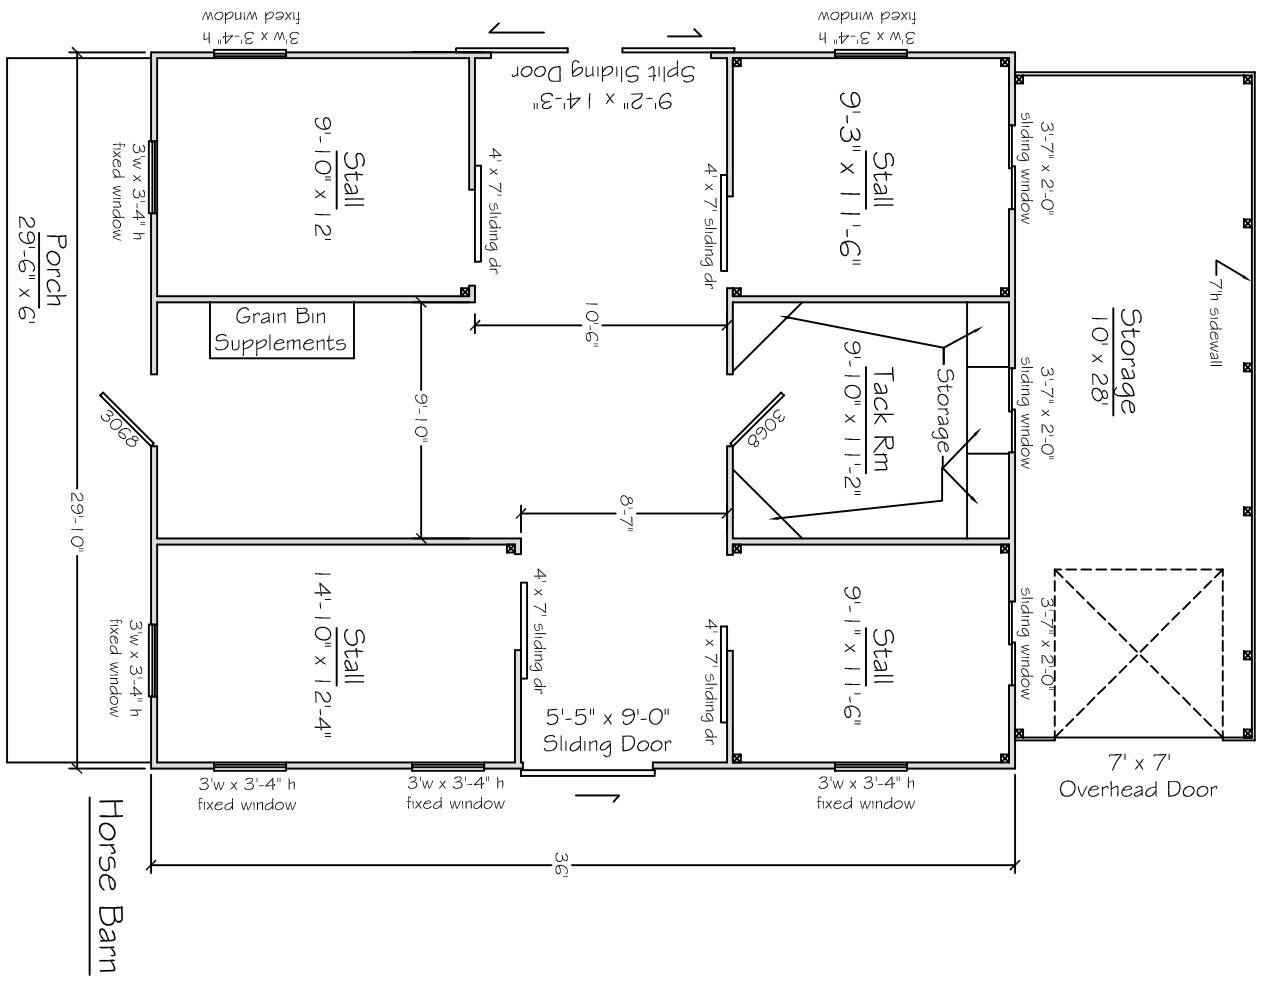 3'w x 3'-4" h
fixed window
3'w x 3'-4" h
fixed window
9'-2" x 14'-3"
Split Sliding Door
Stall
9'-10" x 12'
3'w x 3'-4" h
fixed window
4' x 7' sliding dr
4' x 7' sliding dr
Stall
9'-3" x 11'-6"
3'-7" x 2'-0"
sliding window
Porch
29'-6" x 6'
7'h sidewall
Storage
10' x 28'
Grain Bin
Supplements
10'-6"
9'-10"
3068
3068
Tack Rm
9'-10" x 11'-2"
Storage
3'-7" x 2'-0"
sliding window
29'-10"
8'-7"
Stall
14'-10" x 12'-4"
3'w x 3'-4" h
fixed window
4' x 7' sliding dr
4' x 7' sliding dr
Stall
9'-1" x 11'-6"
3'-7" x 2'-0"
sliding window
5'-5" x 9'-0"
Sliding Door
7' x 7'
Overhead Door
3'w x 3'-4" h
fixed window
3'w x 3'-4" h
fixed window
3'w x 3'-4" h
fixed window
36'
Horse Barn